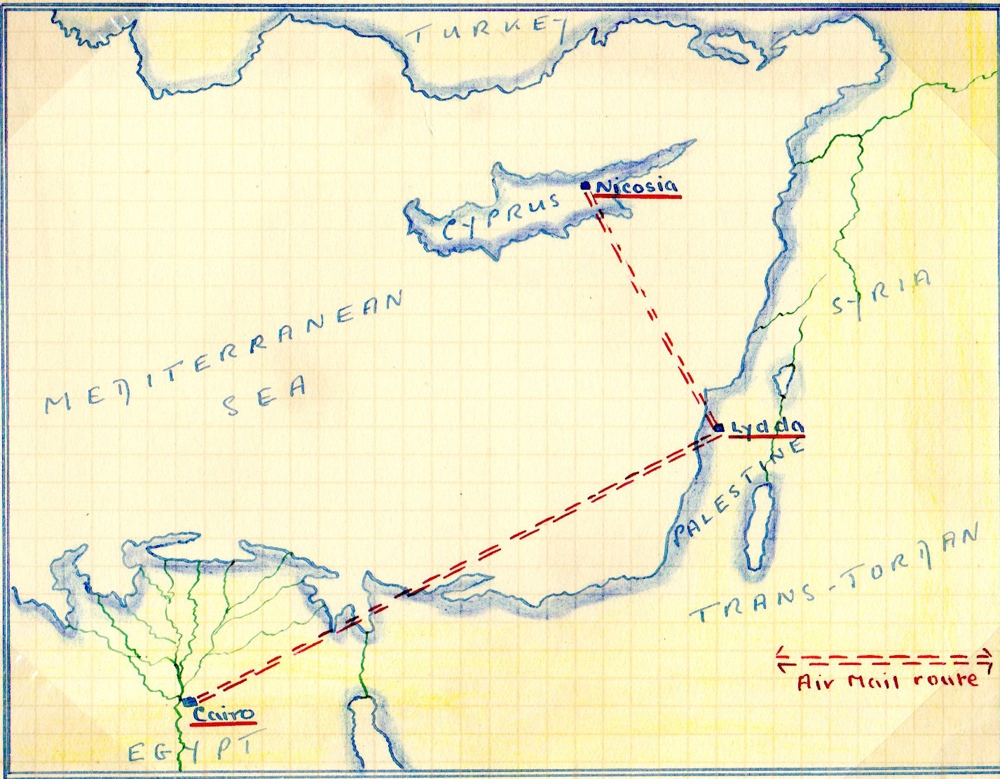 TURKEY
Nicosia
CYPRUS
SYRIA
MEDITERRANEAN
SEA
Lydda
PALESTINE
TRANS-JORDAN
Air Mail route
Cairo
EGYPT